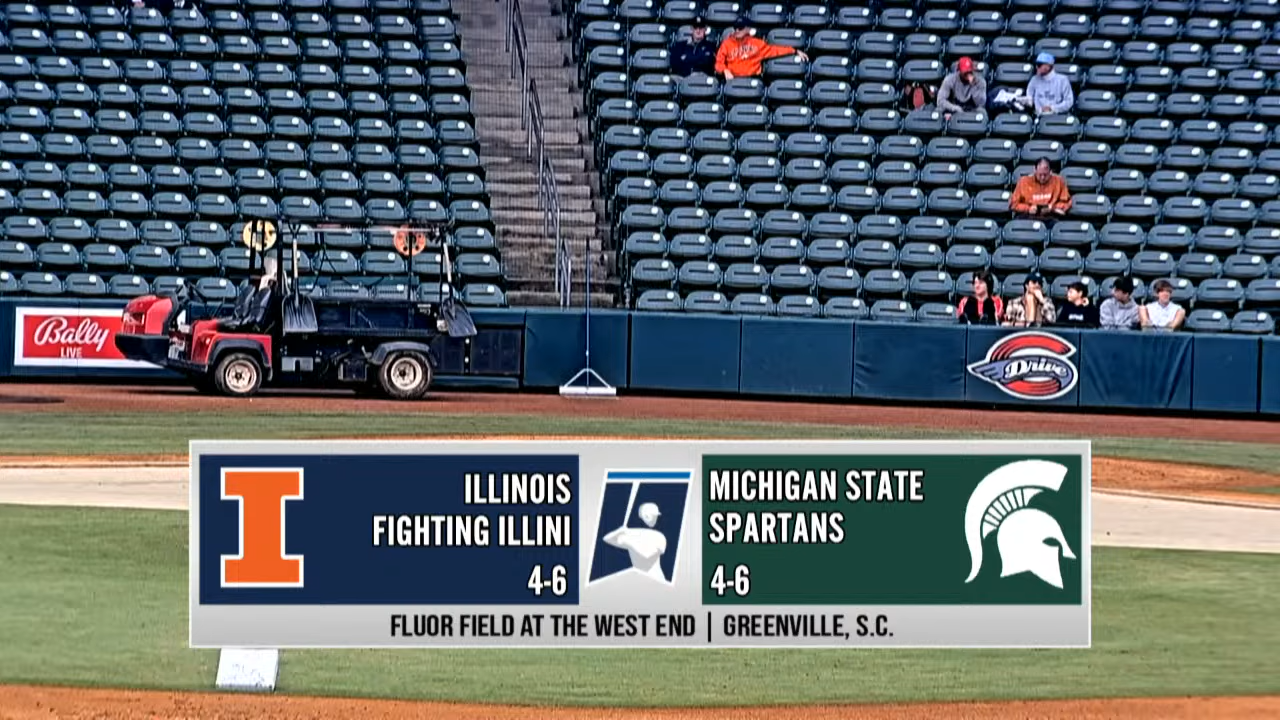 Bally
LIVE
Drive
ILLINOIS
FIGHTING ILLINI
4-6
MICHIGAN STATE
SPARTANS
4-6
FLUOR FIELD AT THE WEST END | GREENVILLE, S.C.